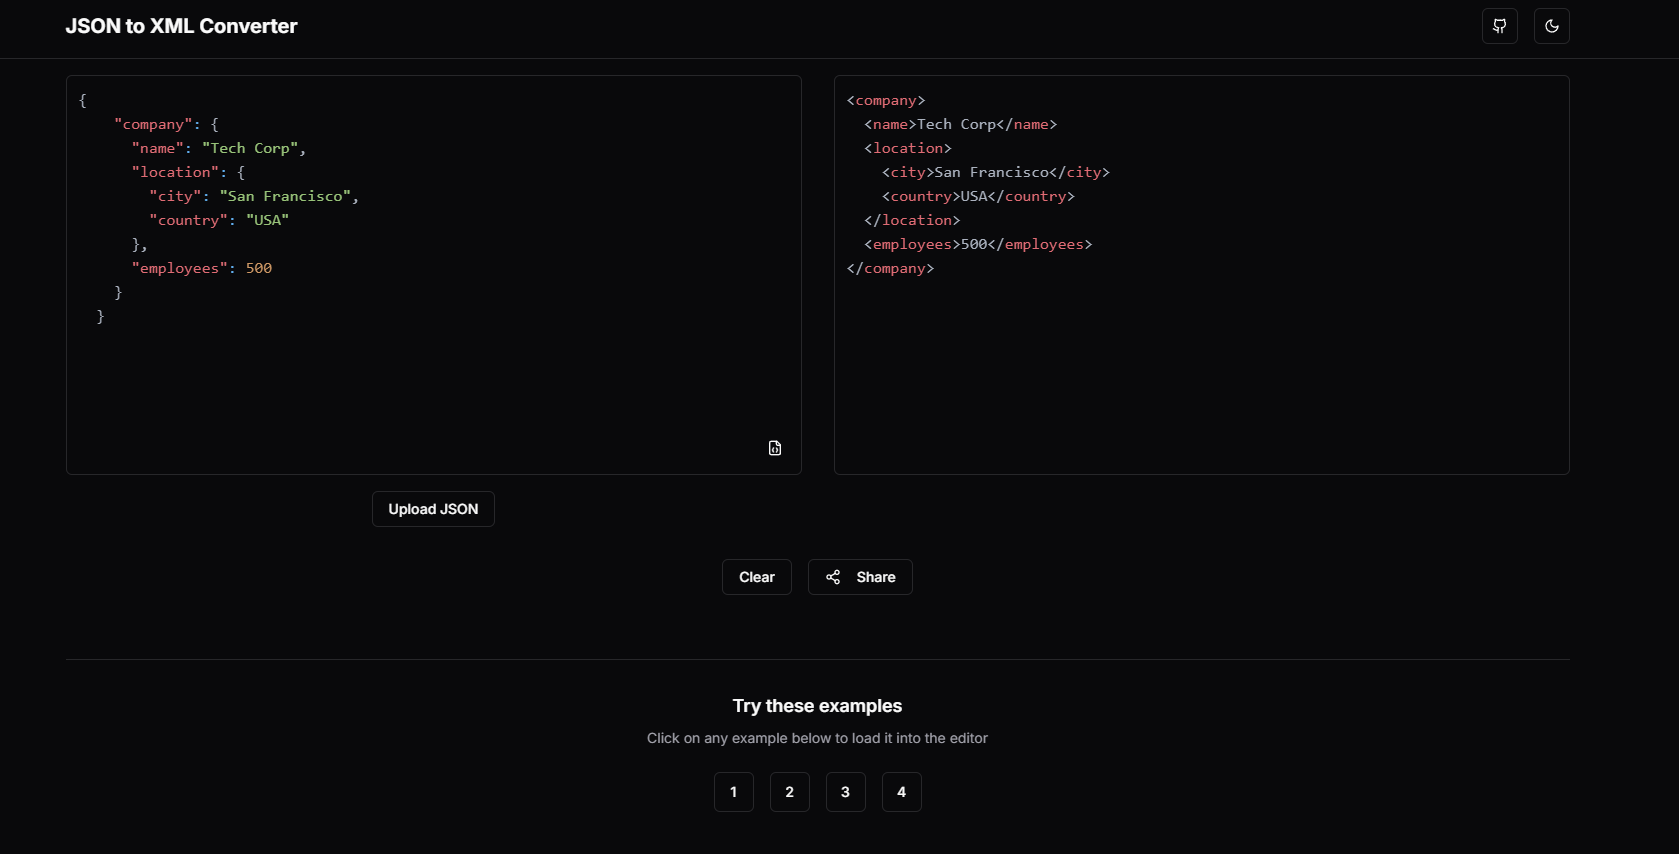 JSON to XML Converter
{
    "company": {
      "name": "Tech Corp",
      "location": {
        "city": "San Francisco",
        "country": "USA"
      },
      "employees": 500
    }
  }
<company>
  <name>Tech Corp</name>
  <location>
    <city>San Francisco</city>
    <country>USA</country>
  </location>
  <employees>500</employees>
</company>
Upload JSON
Clear
Share
Try these examples
Click on any example below to load it into the editor
1 2 3 4